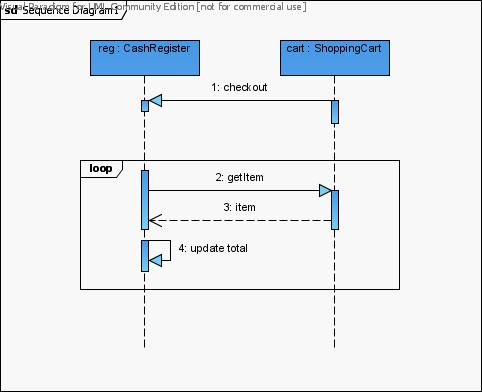 Visual Paradigm for UML Community Edition [not for commercial use]
sd Sequence Diagram1
reg : CashRegister
cart : ShoppingCart
1: checkout
loop
2: getItem
3: item
4: update total